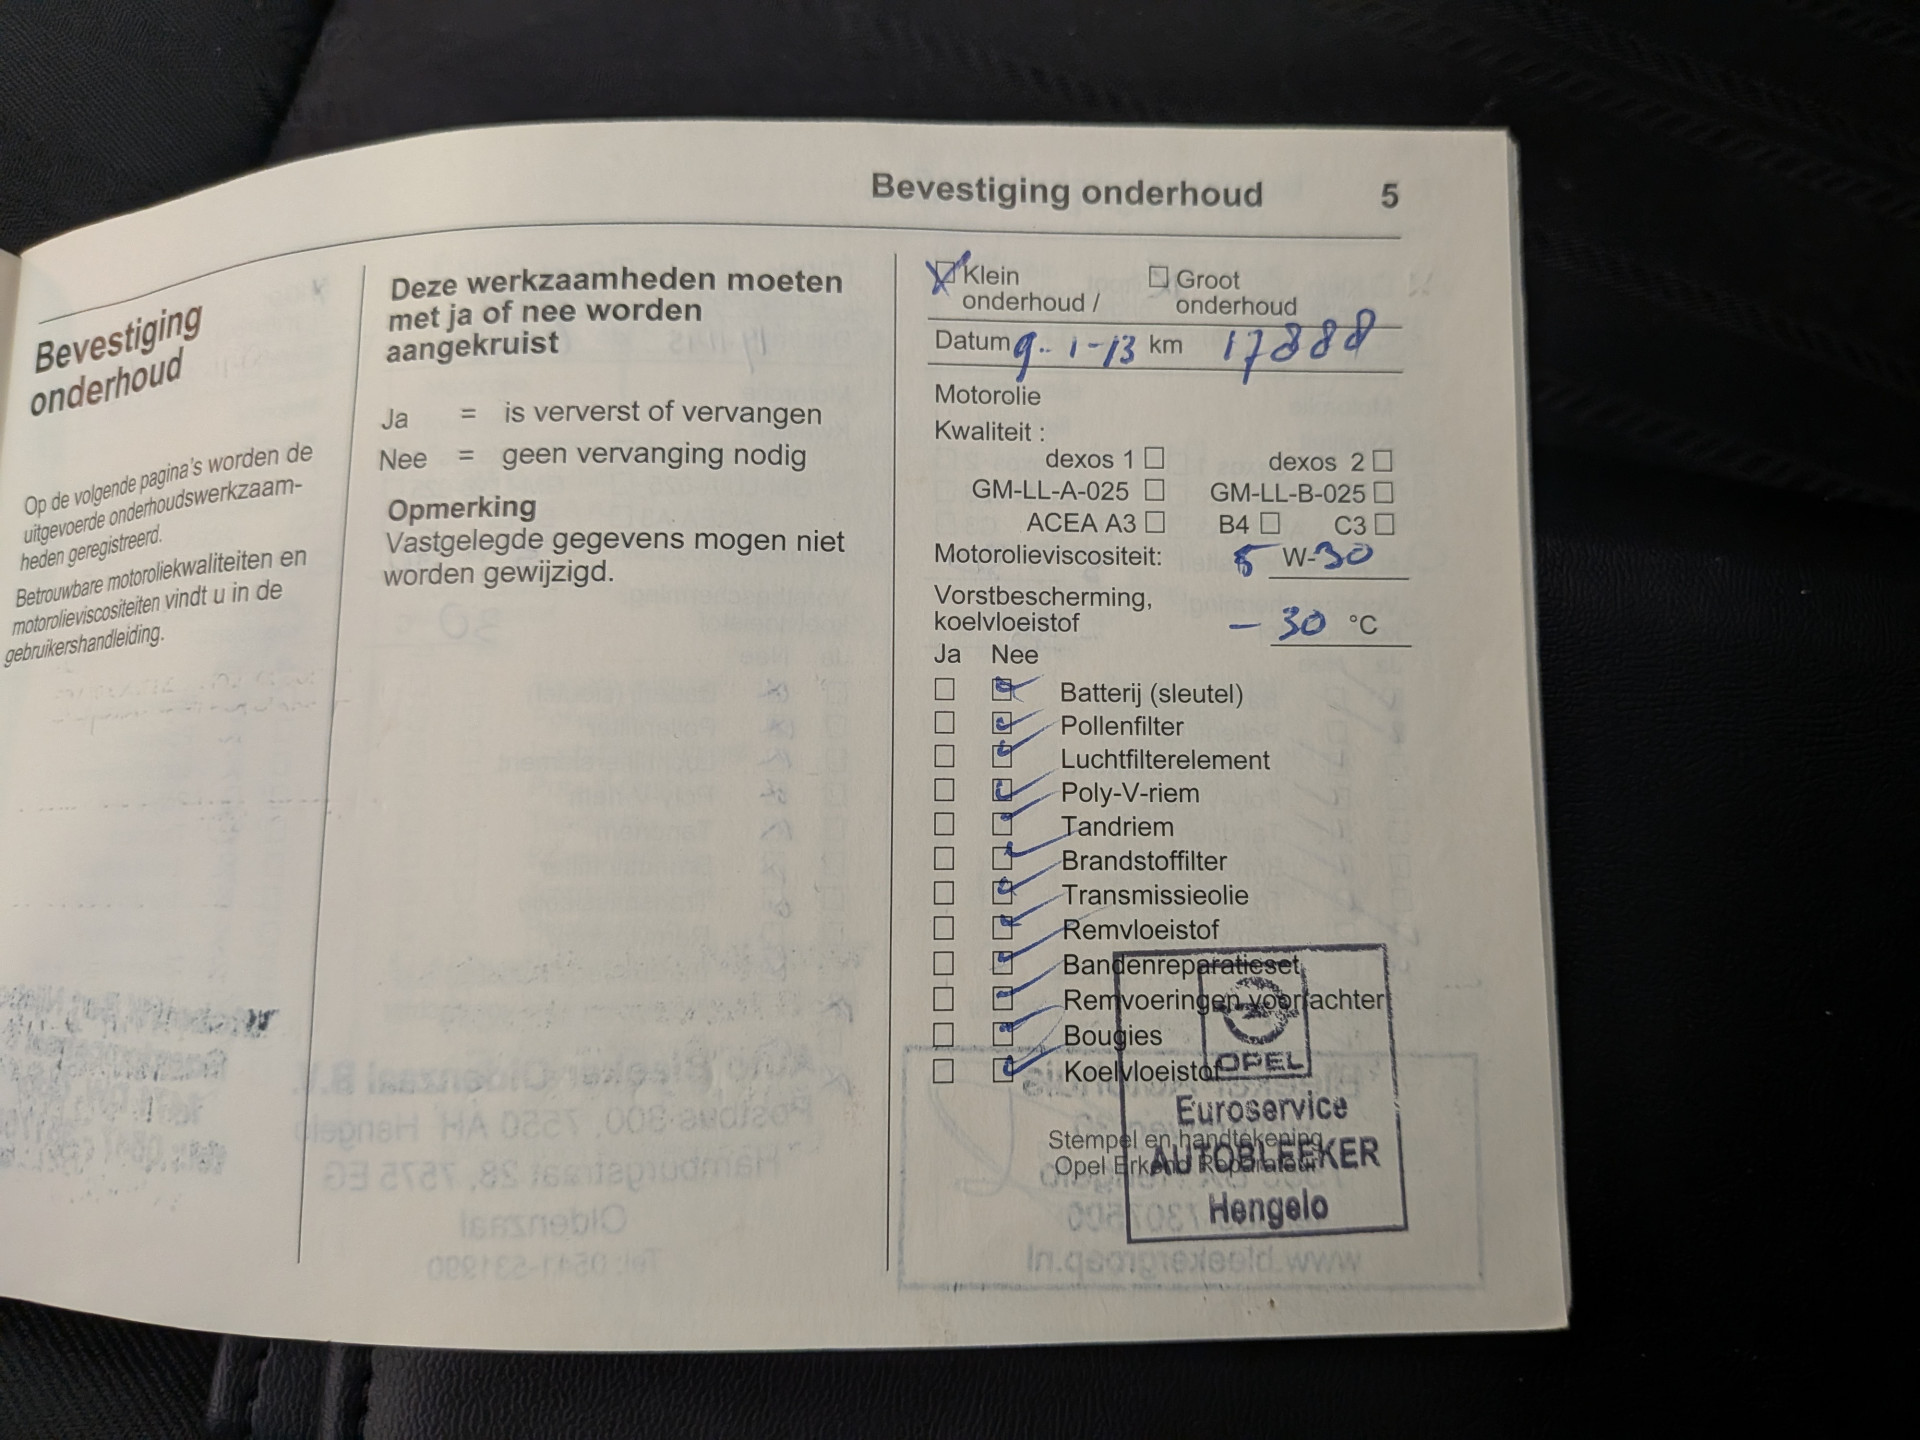 Bevestiging onderhoud 5
Bevestiging
onderhoud
Op de volgende pagina's worden de
uitgevoerde onderhoudswerkzaam-
heden geregistreerd.
Betrouwbare motoroliekwaliteiten en
motorolieviscositeiten vindt u in de
gebruikershandleiding.
Deze werkzaamheden moeten
met ja of nee worden
aangekruist
Ja = is ververst of vervangen
Nee = geen vervanging nodig
Opmerking
Vastgelegde gegevens mogen niet
worden gewijzigd.
Klein Groot
onderhoud / onderhoud
Datum 9-1-13 km 17888
Motorolie
Kwaliteit :
dexos 1 dexos 2
GM-LL-A-025 GM-LL-B-025
ACEA A3 B4 C3
Motorolieviscositeit: 5 W-30
Vorstbescherming,
koelvloeistof -30 °C
Ja Nee
Batterij (sleutel)
Pollenfilter
Luchtfilterelement
Poly-V-riem
Tandriem
Brandstoffilter
Transmissieolie
Remvloeistof
Bandenreparatieset
Remvoeringen voor/achter
Bougies
Koelvloeistof
OPEL
Euroservice
Stempel en handtekening
Opel Erkend Reparateur
AUTOBLEEKER
Hengelo